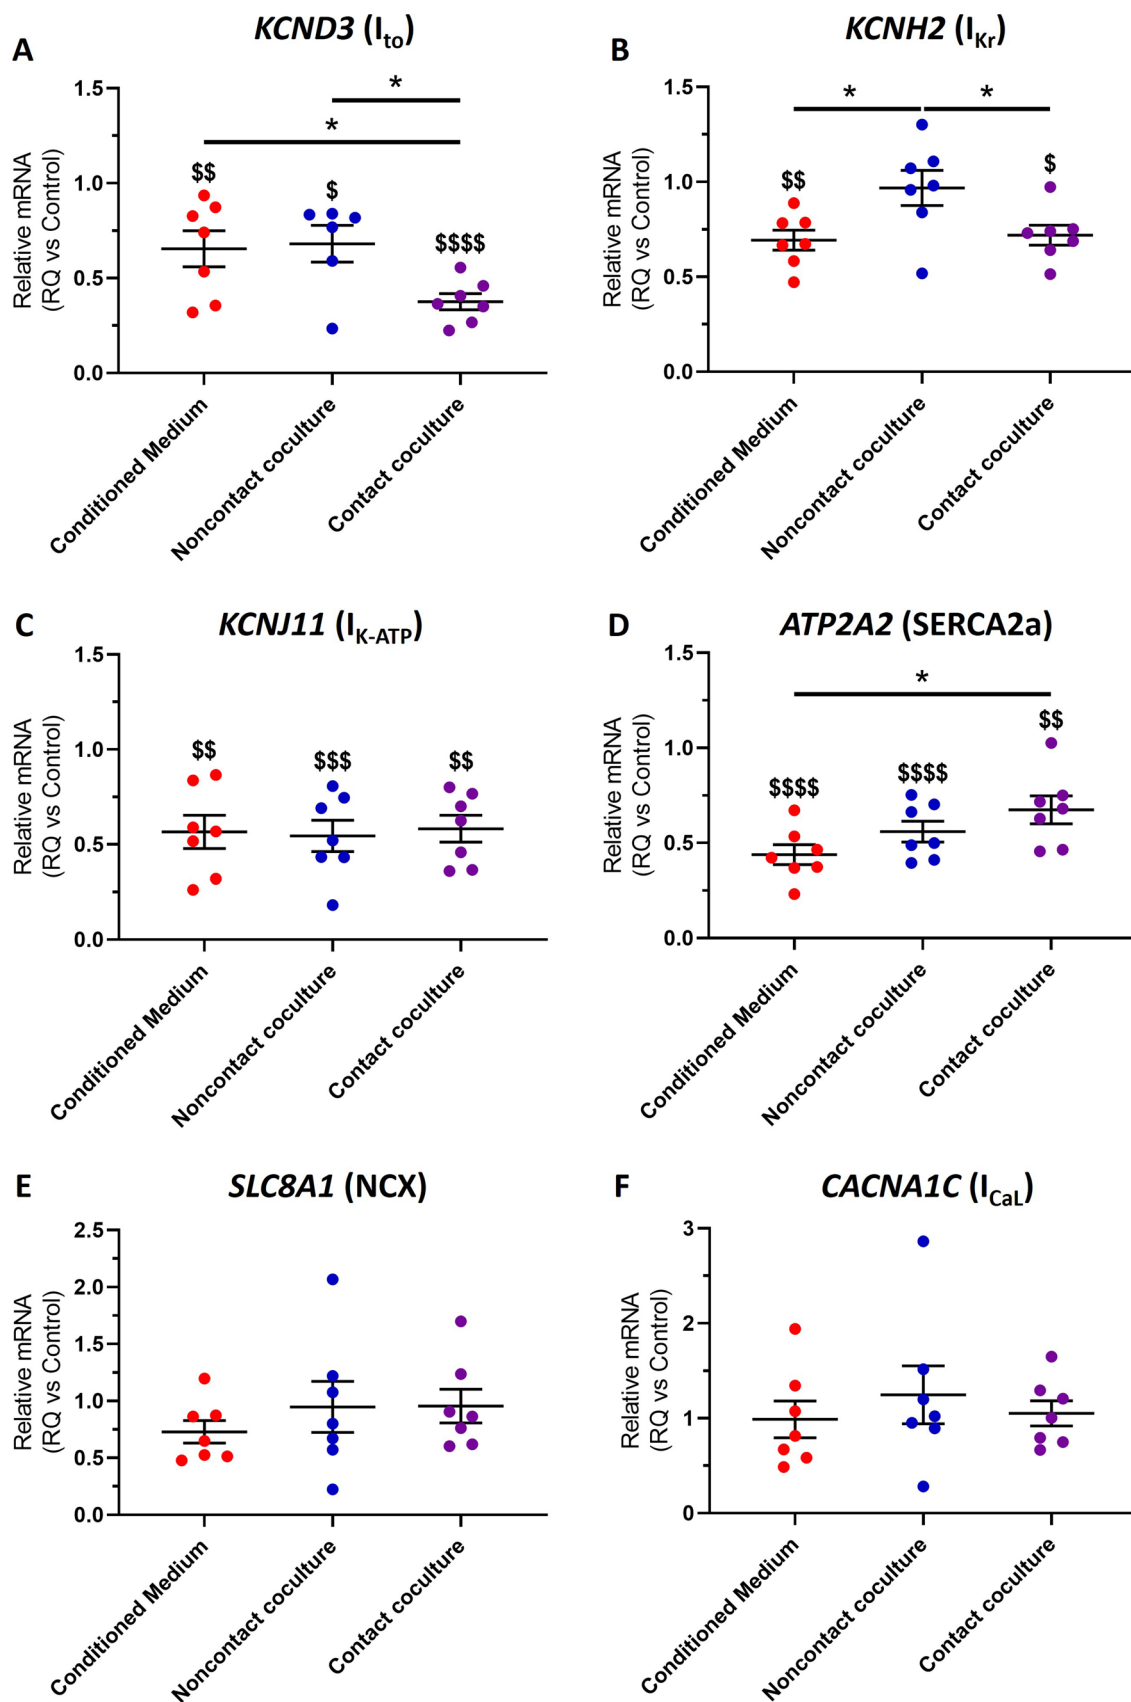 A
KCND3 (Ito)
Relative mRNA
(RQ vs Control)
1.5
1.0
0.5
0.0
*
*
$$
$
$$$$
Conditioned Medium
Noncontact coculture
Contact coculture
B
KCNH2 (IKr)
Relative mRNA
(RQ vs Control)
1.5
1.0
0.5
0.0
*
*
$$
$
Conditioned Medium
Noncontact coculture
Contact coculture
C
KCNJ11 (IK-ATP)
Relative mRNA
(RQ vs Control)
1.5
1.0
0.5
0.0
$$
$$$
$$
Conditioned Medium
Noncontact coculture
Contact coculture
D
ATP2A2 (SERCA2a)
Relative mRNA
(RQ vs Control)
1.5
1.0
0.5
0.0
*
$$$$
$$$$
$$
Conditioned Medium
Noncontact coculture
Contact coculture
E
SLC8A1 (NCX)
Relative mRNA
(RQ vs Control)
2.5
2.0
1.5
1.0
0.5
0.0
Conditioned Medium
Noncontact coculture
Contact coculture
F
CACNA1C (ICaL)
Relative mRNA
(RQ vs Control)
3
2
1
0
Conditioned Medium
Noncontact coculture
Contact coculture